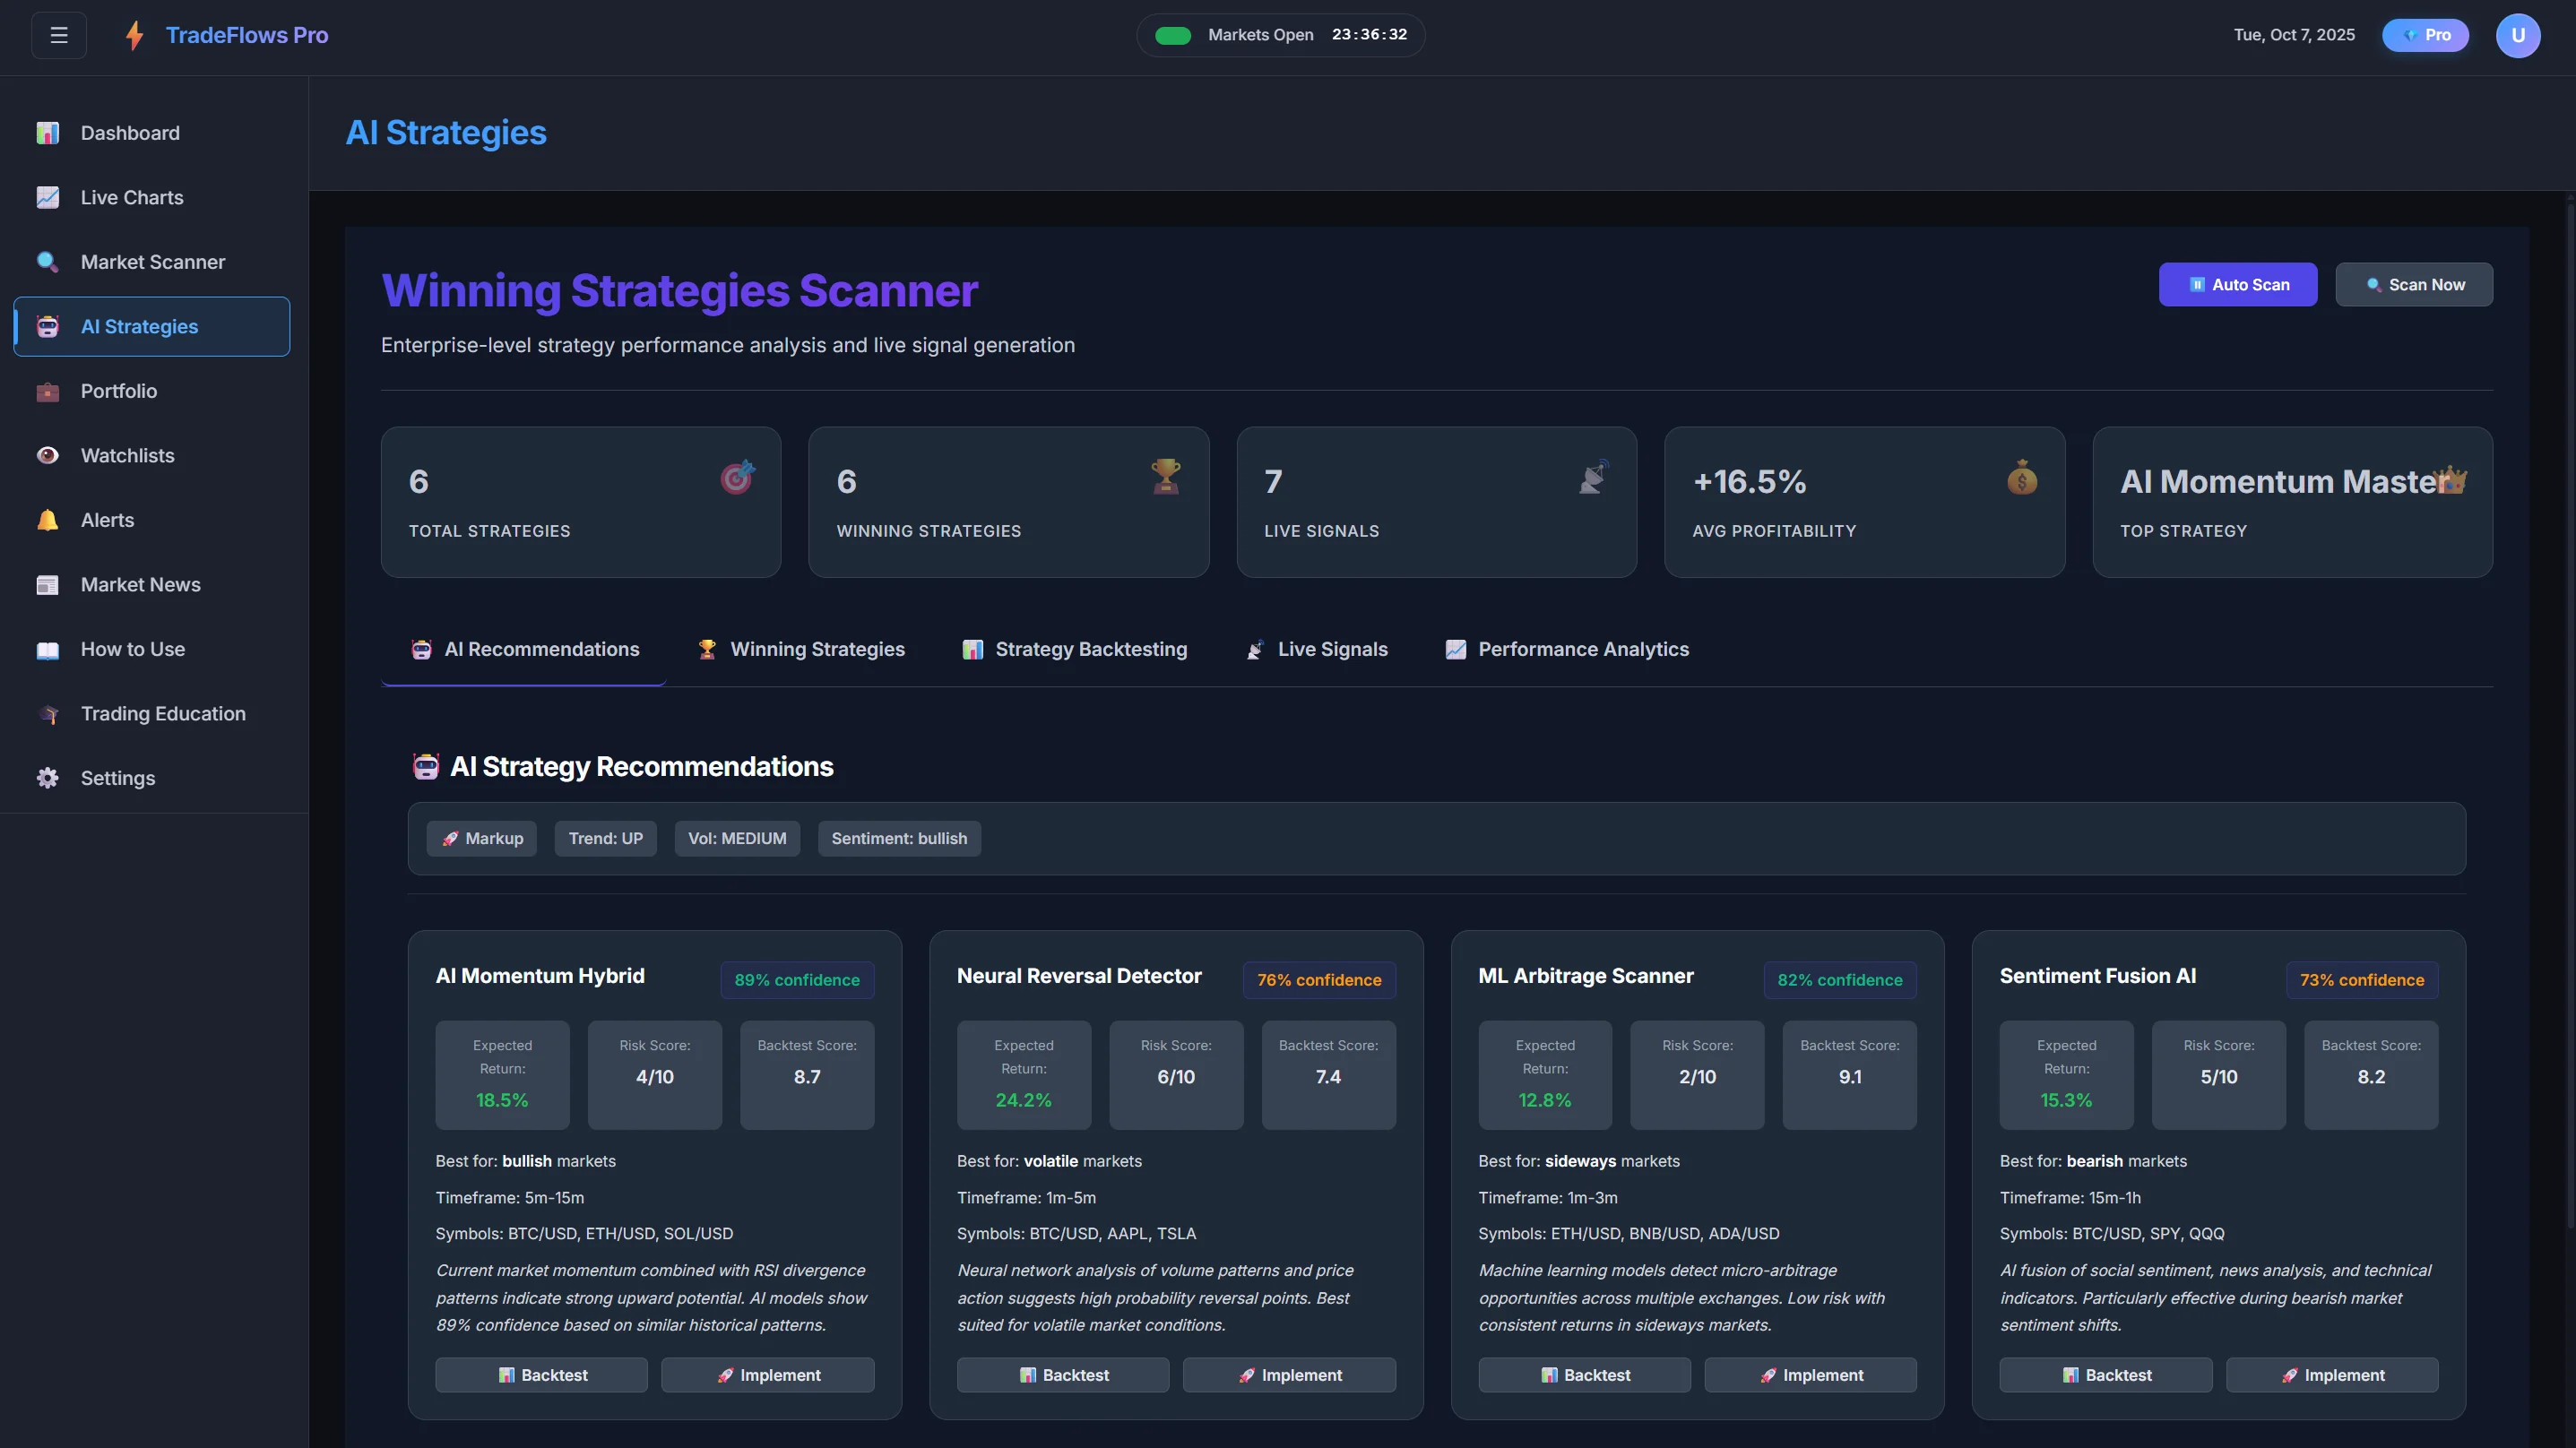 TradeFlows Pro
Markets Open 23:36:32
Tue, Oct 7, 2025
Pro
U
Dashboard
Live Charts
Market Scanner
AI Strategies
Portfolio
Watchlists
Alerts
Market News
How to Use
Trading Education
Settings
AI Strategies
Winning Strategies Scanner
Enterprise-level strategy performance analysis and live signal generation
Auto Scan
Scan Now
6
TOTAL STRATEGIES
6
WINNING STRATEGIES
7
LIVE SIGNALS
+16.5%
AVG PROFITABILITY
AI Momentum Master
TOP STRATEGY
AI Recommendations
Winning Strategies
Strategy Backtesting
Live Signals
Performance Analytics
AI Strategy Recommendations
Markup
Trend: UP
Vol: MEDIUM
Sentiment: bullish
AI Momentum Hybrid
89% confidence
Expected
Return:
18.5%
Risk Score:
4/10
Backtest Score:
8.7
Best for: bullish markets
Timeframe: 5m-15m
Symbols: BTC/USD, ETH/USD, SOL/USD
Current market momentum combined with RSI divergence
patterns indicate strong upward potential. AI models show
89% confidence based on similar historical patterns.
Backtest
Implement
Neural Reversal Detector
76% confidence
Expected
Return:
24.2%
Risk Score:
6/10
Backtest Score:
7.4
Best for: volatile markets
Timeframe: 1m-5m
Symbols: BTC/USD, AAPL, TSLA
Neural network analysis of volume patterns and price
action suggests high probability reversal points. Best
suited for volatile market conditions.
Backtest
Implement
ML Arbitrage Scanner
82% confidence
Expected
Return:
12.8%
Risk Score:
2/10
Backtest Score:
9.1
Best for: sideways markets
Timeframe: 1m-3m
Symbols: ETH/USD, BNB/USD, ADA/USD
Machine learning models detect micro-arbitrage
opportunities across multiple exchanges. Low risk with
consistent returns in sideways markets.
Backtest
Implement
Sentiment Fusion AI
73% confidence
Expected
Return:
15.3%
Risk Score:
5/10
Backtest Score:
8.2
Best for: bearish markets
Timeframe: 15m-1h
Symbols: BTC/USD, SPY, QQQ
AI fusion of social sentiment, news analysis, and technical
indicators. Particularly effective during bearish market
sentiment shifts.
Backtest
Implement